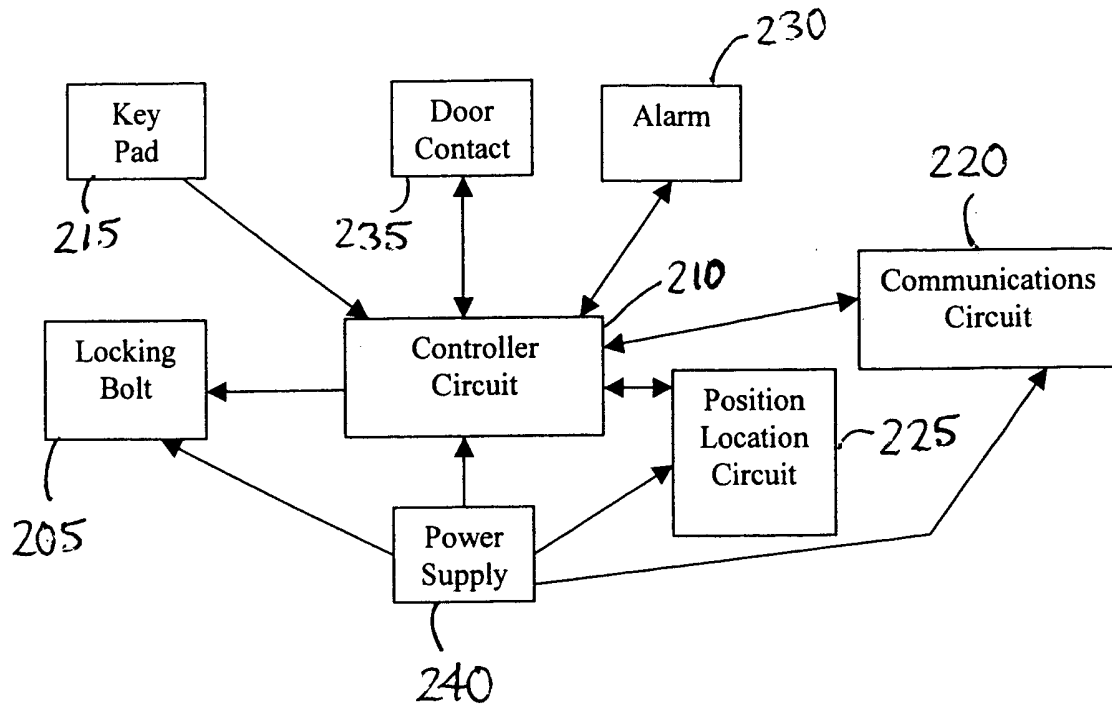 230
Key
Pad
Door
Contact
Alarm
220
215
235
210
Communications
Circuit
Locking
Bolt
Controller
Circuit
Position
Location
Circuit
225
205
Power
Supply
240